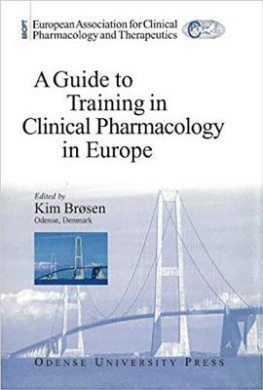 EACPT
European Association for Clinical
Pharmacology and Therapeutics
A Guide to
Training in
Clinical Pharmacology
in Europe
Edited by
Kim Brøsen
Odense, Denmark
ODENSE UNIVERSITY PRESS